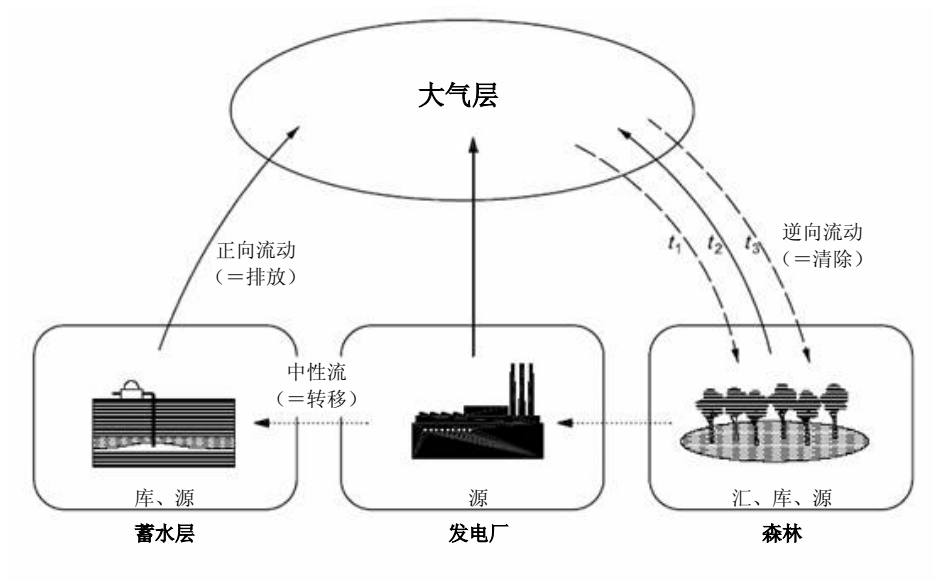 大气层
正向流动
（＝排放）
t1
t2
t3
逆向流动
（＝清除）
中性流
（＝转移）
库、源
源
汇、库、源
蓄水层
发电厂
森林